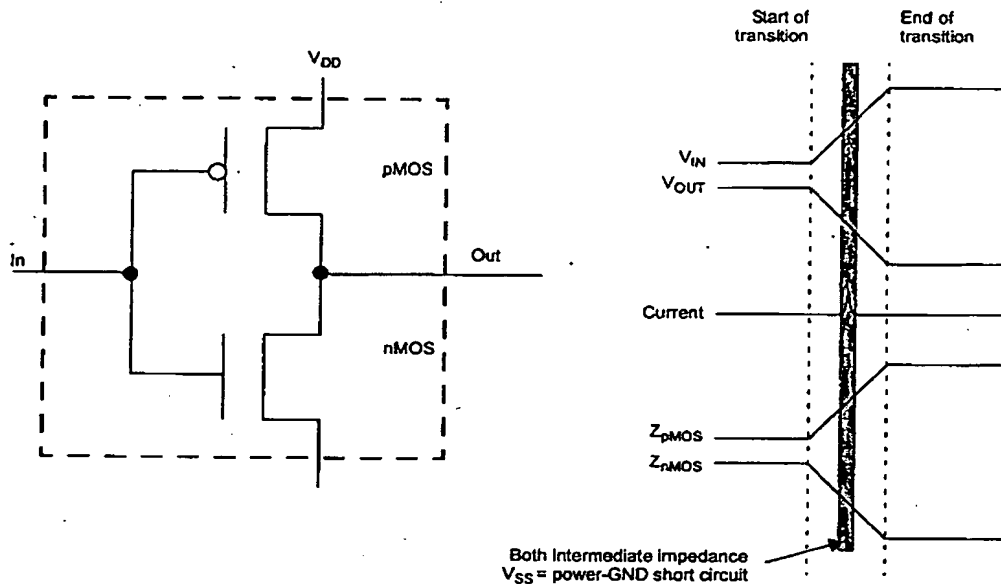 V_DD
pMOS
In
Out
nMOS
Start of
transition
End of
transition
V_IN
V_OUT
Current
Z_pMOS
Z_nMOS
Both Intermediate impedance
V_SS = power-GND short circuit